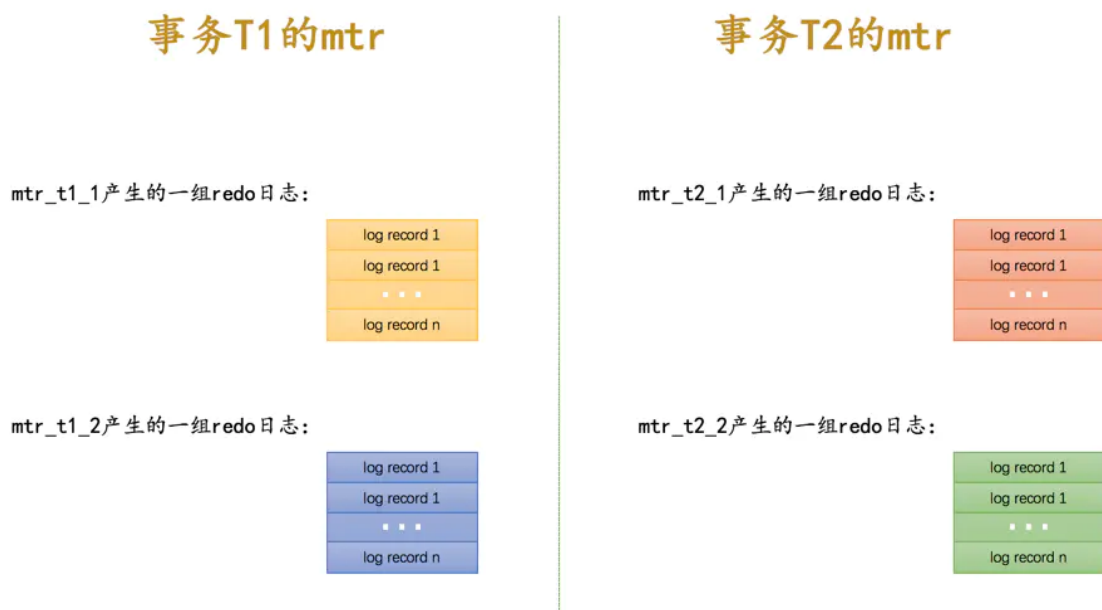 事务T1的mtr
mtr_t1_1产生的一组redo日志：
log record 1
log record 1
...
log record n
mtr_t1_2产生的一组redo日志：
log record 1
log record 1
...
log record n
事务T2的mtr
mtr_t2_1产生的一组redo日志：
log record 1
log record 1
...
log record n
mtr_t2_2产生的一组redo日志：
log record 1
log record 1
...
log record n